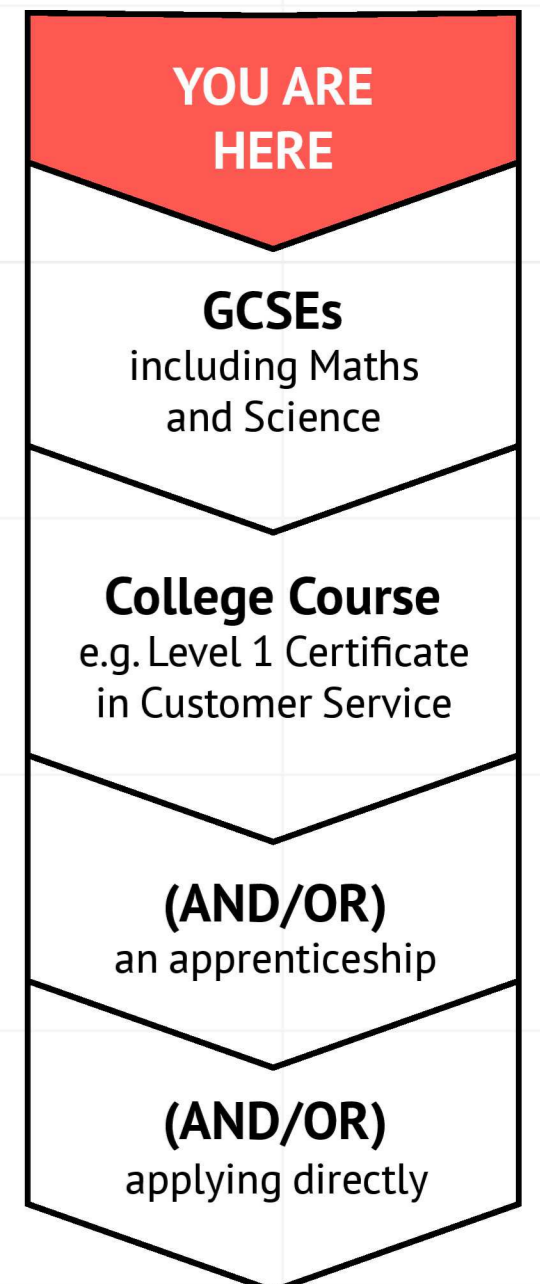 YOU ARE
HERE
GCSEs
including Maths
and Science
College Course
e.g. Level 1 Certificate
in Customer Service
(AND/OR)
an apprenticeship
(AND/OR)
applying directly